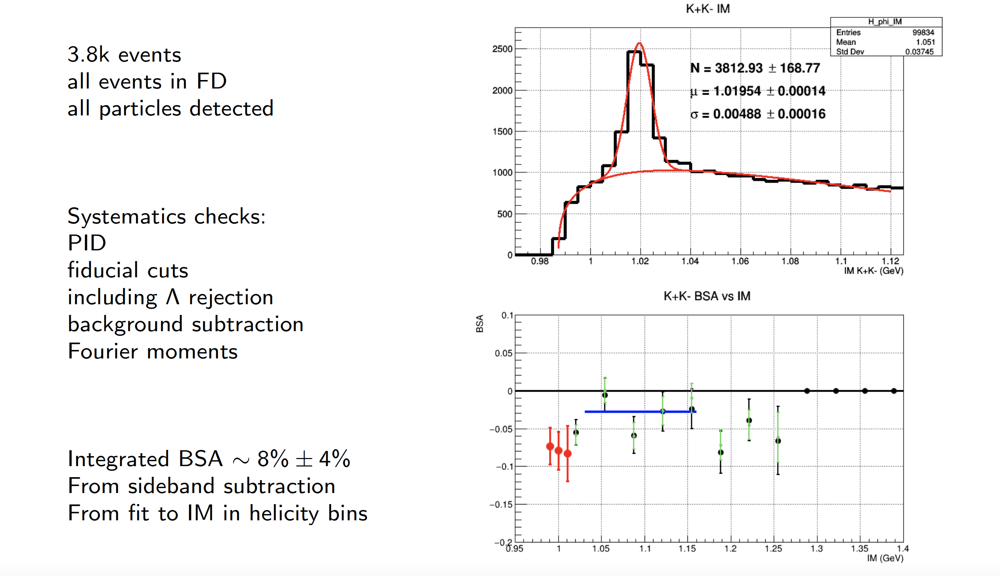 3.8k events
all events in FD
all particles detected
Systematics checks:
PID
fiducial cuts
including Λ rejection
background subtraction
Fourier moments
Integrated BSA ∼ 8% ± 4%
From sideband subtraction
From fit to IM in helicity bins
K+K- IM
H_phi_IM
Entries 99834
Mean 1.051
Std Dev 0.03745
N = 3812.93 ± 168.77
μ = 1.01954 ± 0.00014
σ = 0.00488 ± 0.00016
2500
2000
1500
1000
500
0
0.98 1 1.02 1.04 1.06 1.08 1.1 1.12
IM K+K- (GeV)
K+K- BSA vs IM
BSA
0.1
0.05
0
−0.05
−0.1
−0.15
−0.2
0.95 1 1.05 1.1 1.15 1.2 1.25 1.3 1.35 1.4
IM (GeV)